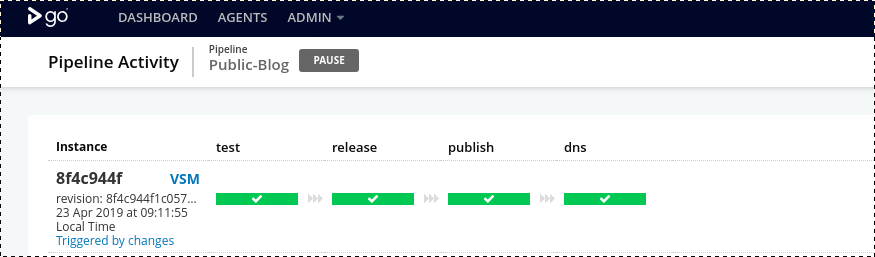 go DASHBOARD AGENTS ADMIN
Pipeline Activity
Pipeline
Public-Blog
PAUSE
Instance test release publish dns
8f4c944f VSM
revision: 8f4c944f1c057...
23 Apr 2019 at 09:11:55
Local Time
Triggered by changes